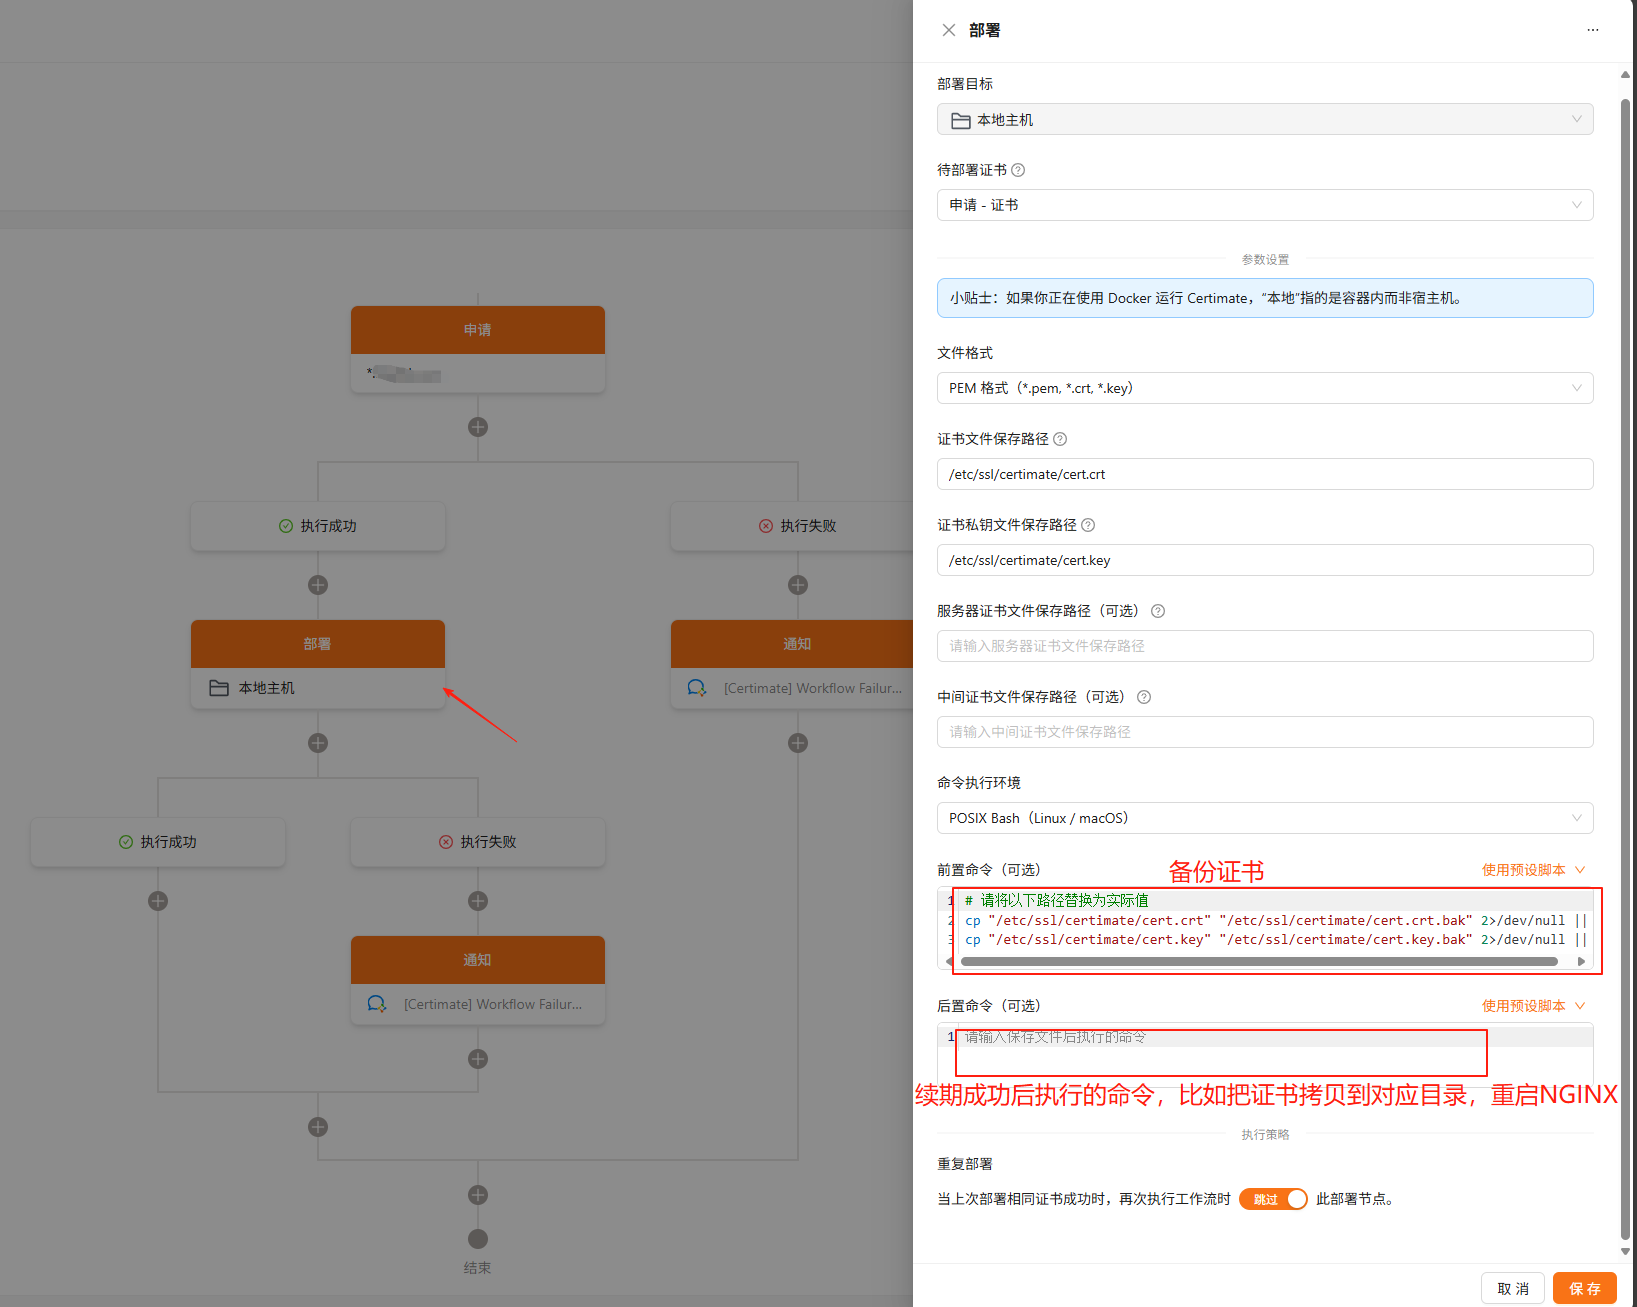 申请
*.
执行成功
执行失败
部署
本地主机
通知
[Certimate] Workflow Failur...
执行成功
执行失败
通知
[Certimate] Workflow Failur...
结束
部署
...
部署目标
本地主机
待部署证书
申请 - 证书
参数设置
小贴士：如果你正在使用 Docker 运行 Certimate，“本地”指的是容器内而非宿主机。
文件格式
PEM 格式（*.pem, *.crt, *.key）
证书文件保存路径
/etc/ssl/certimate/cert.crt
证书私钥文件保存路径
/etc/ssl/certimate/cert.key
服务器证书文件保存路径（可选）
请输入服务器证书文件保存路径
中间证书文件保存路径（可选）
请输入中间证书文件保存路径
命令执行环境
POSIX Bash（Linux / macOS）
前置命令（可选）
备份证书
使用预设脚本
1 # 请将以下路径替换为实际值
2 cp "/etc/ssl/certimate/cert.crt" "/etc/ssl/certimate/cert.crt.bak" 2>/dev/null ||
3 cp "/etc/ssl/certimate/cert.key" "/etc/ssl/certimate/cert.key.bak" 2>/dev/null ||
后置命令（可选）
使用预设脚本
1 请输入保存文件后执行的命令
续期成功后执行的命令，比如把证书拷贝到对应目录，重启NGINX
执行策略
重复部署
当上次部署相同证书成功时，再次执行工作流时 跳过 此部署节点。
取 消
保 存